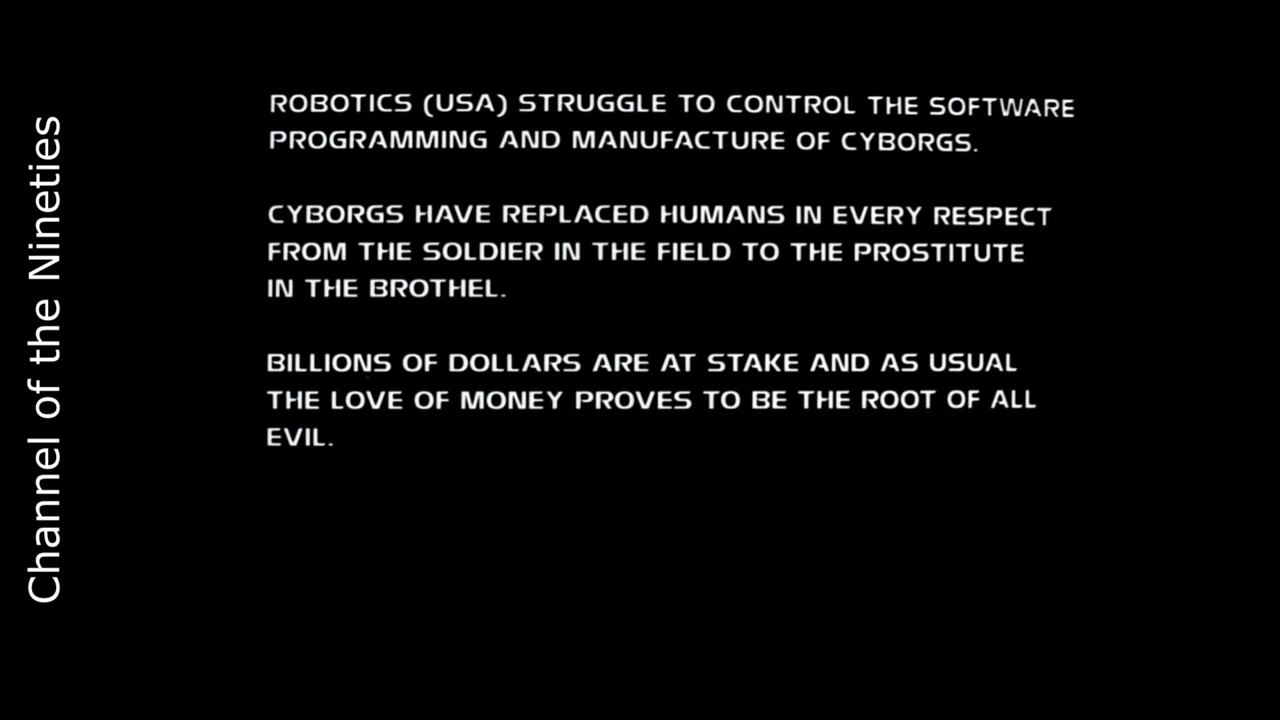 Channel of the Nineties
ROBOTICS (USA) STRUGGLE TO CONTROL THE SOFTWARE
PROGRAMMING AND MANUFACTURE OF CYBORGS.
CYBORGS HAVE REPLACED HUMANS IN EVERY RESPECT
FROM THE SOLDIER IN THE FIELD TO THE PROSTITUTE
IN THE BROTHEL.
BILLIONS OF DOLLARS ARE AT STAKE AND AS USUAL
THE LOVE OF MONEY PROVES TO BE THE ROOT OF ALL
EVIL.